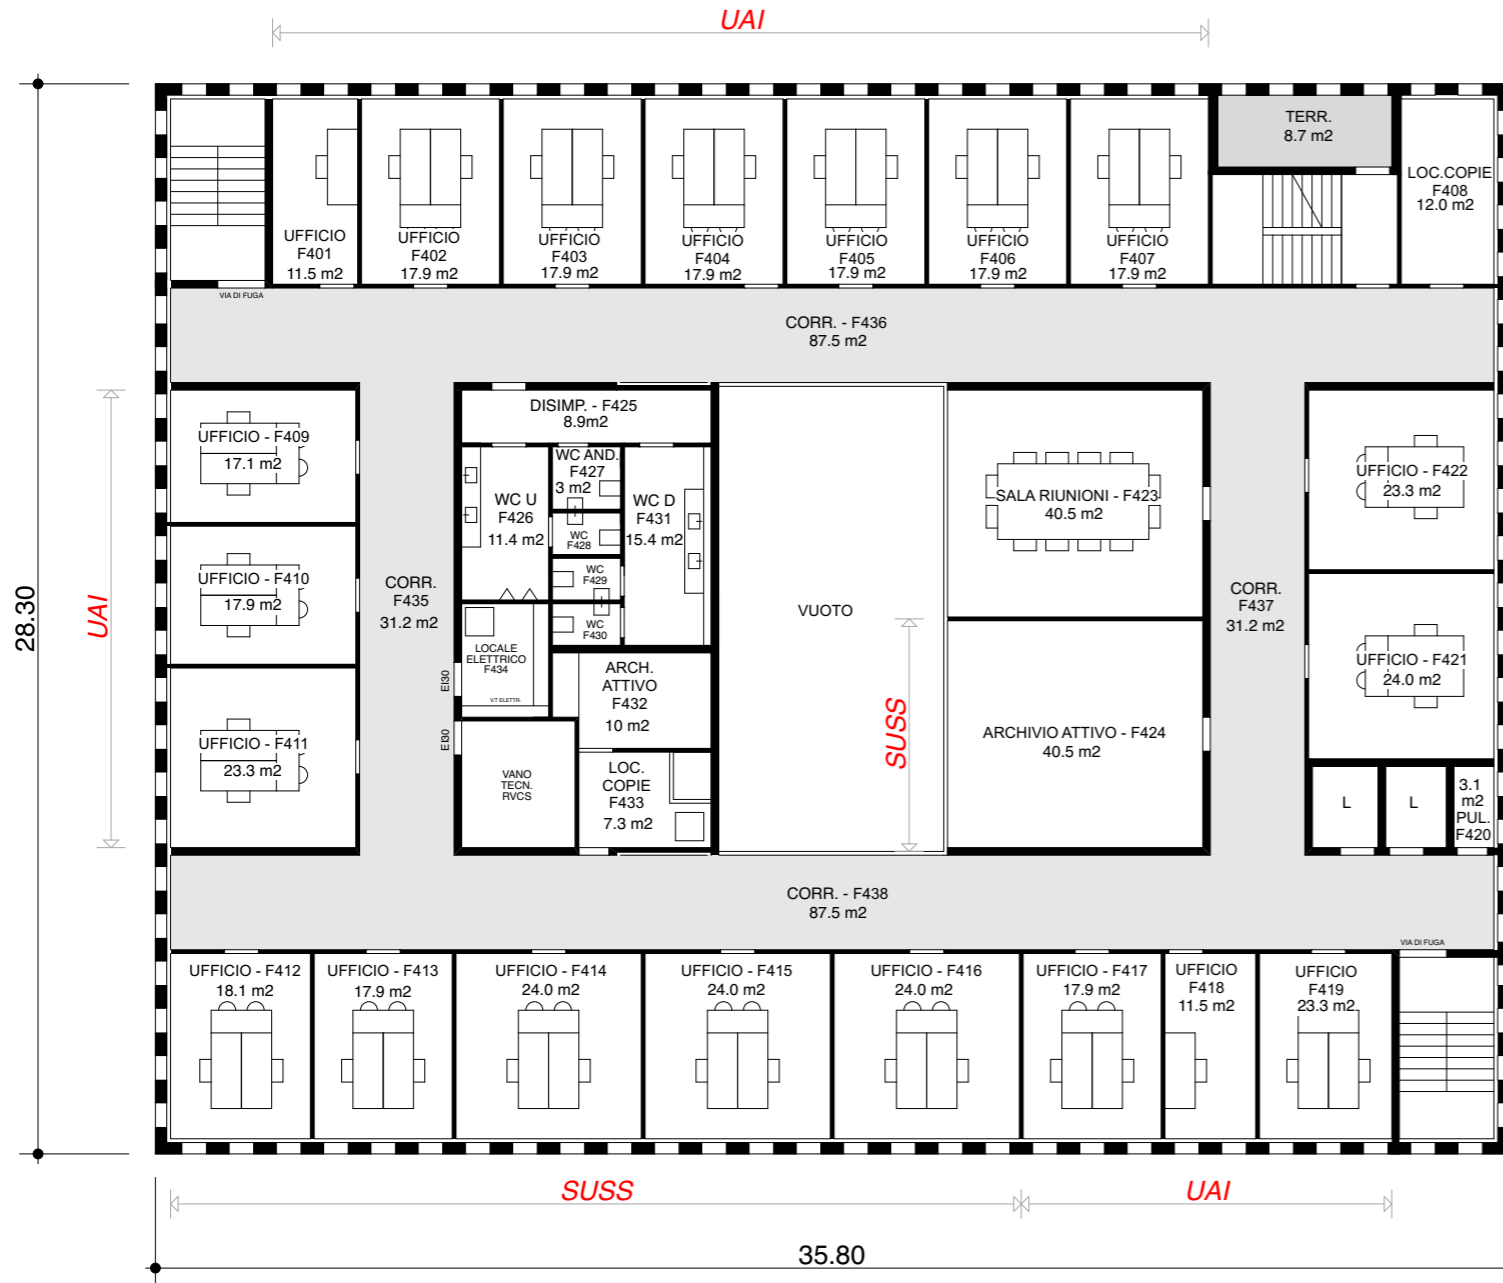 UAI
TERR.
8.7 m2
LOC.COPIE
F408
12.0 m2
UFFICIO
F401
11.5 m2
UFFICIO
F402
17.9 m2
UFFICIO
F403
17.9 m2
UFFICIO
F404
17.9 m2
UFFICIO
F405
17.9 m2
UFFICIO
F406
17.9 m2
UFFICIO
F407
17.9 m2
VIA DI FUGA
CORR. - F436
87.5 m2
28.30
UAI
UFFICIO - F409
17.1 m2
UFFICIO - F410
17.9 m2
UFFICIO - F411
23.3 m2
CORR.
F435
31.2 m2
EI30
EI30
DISIMP. - F425
8.9m2
WC U
F426
11.4 m2
WC AND.
F427
3 m2
WC
F428
WC
F429
WC
F430
WC D
F431
15.4 m2
LOCALE
ELETTRICO
F434
V.T ELETTR.
ARCH.
ATTIVO
F432
10 m2
VANO
TECN.
RVCS
LOC.
COPIE
F433
7.3 m2
VUOTO
SUSS
SALA RIUNIONI - F423
40.5 m2
ARCHIVIO ATTIVO - F424
40.5 m2
CORR.
F437
31.2 m2
UFFICIO - F422
23.3 m2
UFFICIO - F421
24.0 m2
L
L
3.1
m2
PUL.
F420
CORR. - F438
87.5 m2
VIA DI FUGA
UFFICIO - F412
18.1 m2
UFFICIO - F413
17.9 m2
UFFICIO - F414
24.0 m2
UFFICIO - F415
24.0 m2
UFFICIO - F416
24.0 m2
UFFICIO - F417
17.9 m2
UFFICIO
F418
11.5 m2
UFFICIO
F419
23.3 m2
SUSS
UAI
35.80